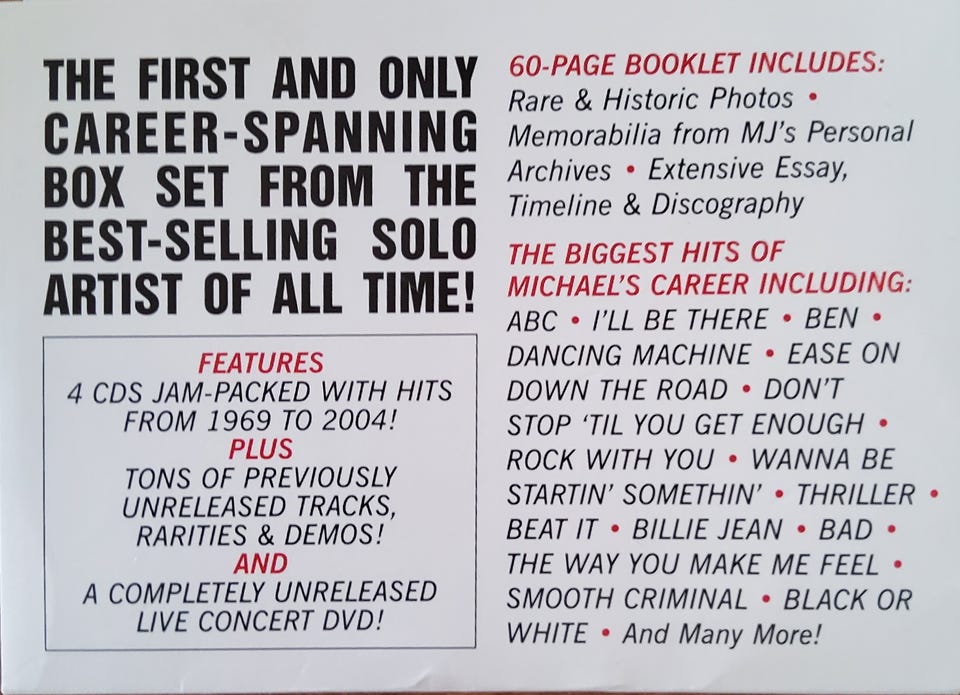 THE FIRST AND ONLY
CAREER-SPANNING
BOX SET FROM THE
BEST-SELLING SOLO
ARTIST OF ALL TIME!
FEATURES
4 CDS JAM-PACKED WITH HITS
FROM 1969 TO 2004!
PLUS
TONS OF PREVIOUSLY
UNRELEASED TRACKS,
RARITIES & DEMOS!
AND
A COMPLETELY UNRELEASED
LIVE CONCERT DVD!
60-PAGE BOOKLET INCLUDES:
Rare & Historic Photos •
Memorabilia from MJ's Personal
Archives • Extensive Essay,
Timeline & Discography
THE BIGGEST HITS OF
MICHAEL'S CAREER INCLUDING:
ABC • I'LL BE THERE • BEN •
DANCING MACHINE • EASE ON
DOWN THE ROAD • DON'T
STOP 'TIL YOU GET ENOUGH •
ROCK WITH YOU • WANNA BE
STARTIN' SOMETHIN' • THRILLER •
BEAT IT • BILLIE JEAN • BAD •
THE WAY YOU MAKE ME FEEL •
SMOOTH CRIMINAL • BLACK OR
WHITE • And Many More!